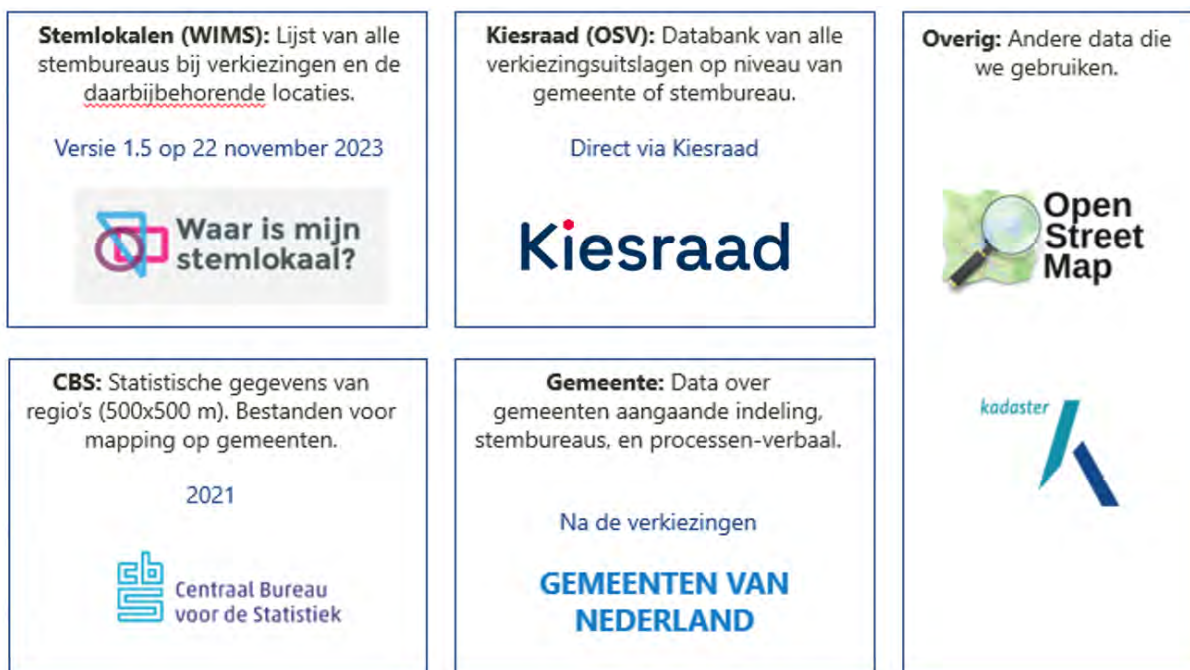 Stemlokalen (WIMS): Lijst van alle
stembureaus bij verkiezingen en de
daarbijbehorende locaties.
Versie 1.5 op 22 november 2023
Waar is mijn
stemlokaal?
Kiesraad (OSV): Databank van alle
verkiezingsuitslagen op niveau van
gemeente of stembureau.
Direct via Kiesraad
Kiesraad
Overig: Andere data die
we gebruiken.
Open
Street
Map
kadaster
CBS: Statistische gegevens van
regio's (500x500 m). Bestanden voor
mapping op gemeenten.
2021
cbs
Centraal Bureau
voor de Statistiek
Gemeente: Data over
gemeenten aangaande indeling,
stembureaus, en processen-verbaal.
Na de verkiezingen
GEMEENTEN VAN
NEDERLAND